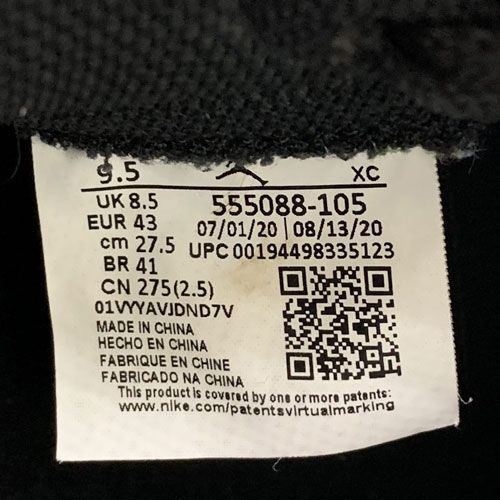 9.5 XC
UK 8.5 555088-105
EUR 43 07/01/20 | 08/13/20
cm 27.5 UPC 00194498335123
BR 41
CN 275(2.5)
01VYYAVJDND7V
MADE IN CHINA
HECHO EN CHINA
FABRIQUE EN CHINE
FABRICADO NA CHINA
This product is covered by one or more patents:
www.nike.com/patentsvirtualmarking